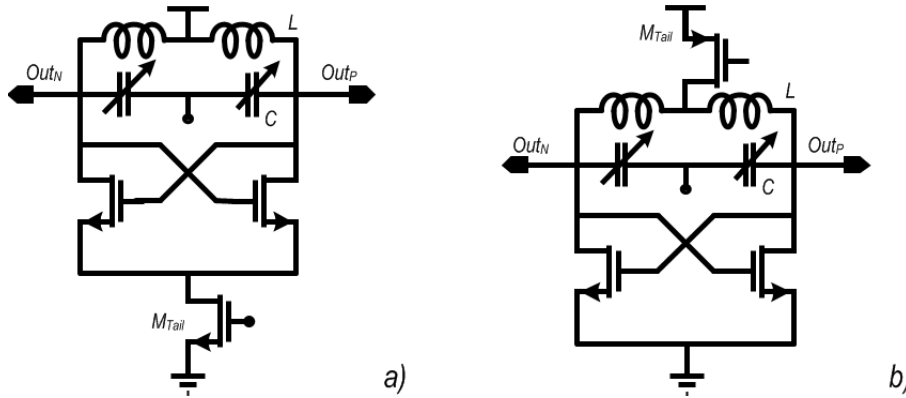 L
Out_N
Out_P
C
M_Tail
a)
M_Tail
L
Out_N
Out_P
C
b)